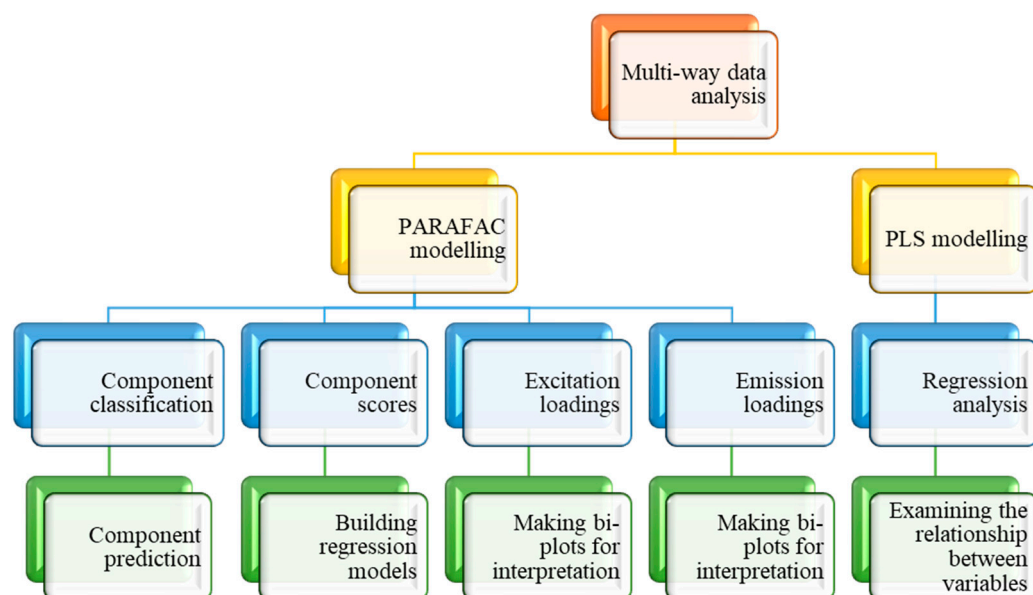 Multi-way data
analysis
PARAFAC
modelling
PLS modelling
Component
classification
Component
scores
Excitation
loadings
Emission
loadings
Regression
analysis
Component
prediction
Building
regression
models
Making bi-
plots for
interpretation
Making bi-
plots for
interpretation
Examining the
relationship
between
variables